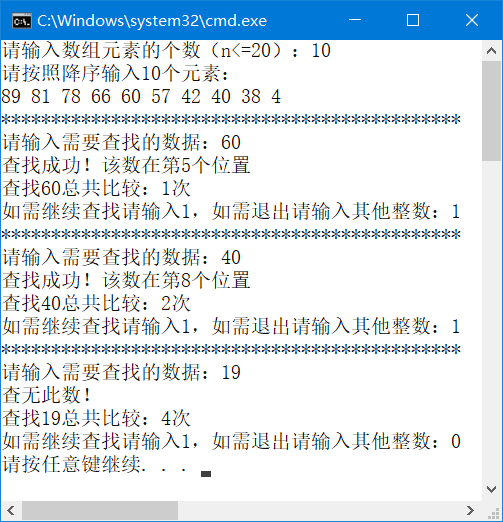 C:\Windows\system32\cmd.exe
请输入数组元素的个数（n<=20）：10
请按照降序输入10个元素：
89 81 78 66 60 57 42 40 38 4
**********************************************
请输入需要查找的数据：60
查找成功！该数在第5个位置
查找60总共比较：1次
如需继续查找请输入1，如需退出请输入其他整数：1
**********************************************
请输入需要查找的数据：40
查找成功！该数在第8个位置
查找40总共比较：2次
如需继续查找请输入1，如需退出请输入其他整数：1
**********************************************
请输入需要查找的数据：19
查无此数！
查找19总共比较：4次
如需继续查找请输入1，如需退出请输入其他整数：0
请按任意键继续. . .